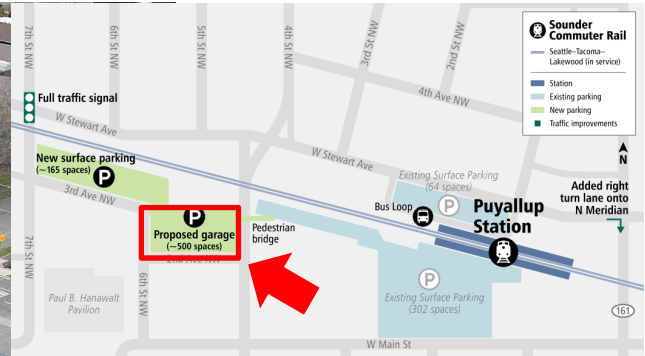 7th St NW
6th St NW
5th St NW
4th St NW
3rd St NW
2nd St NW
Sounder
Commuter Rail
Seattle–Tacoma–
Lakewood (in service)
Station
Existing parking
New parking
Traffic improvements
N
Full traffic signal
W Stewart Ave
4th Ave NW
New surface parking
(~165 spaces)
P
3rd Ave NW
W Stewart Ave
Existing Surface Parking
(64 spaces)
P
Bus Loop
Puyallup
Station
Added right
turn lane onto
N Meridian
P
Proposed garage
(~500 spaces)
2nd Ave NW
Pedestrian
bridge
7th St NW
6th St NW
Paul B. Hanawalt
Pavilion
P
Existing Surface Parking
(302 spaces)
161
W Main St